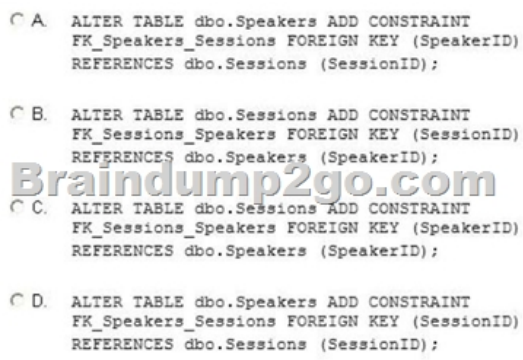 A. ALTER TABLE dbo.Speakers ADD CONSTRAINT
FK_Speakers_Sessions FOREIGN KEY (SpeakerID)
REFERENCES dbo.Sessions (SessionID);
B. ALTER TABLE dbo.Sessions ADD CONSTRAINT
FK_Sessions_Speakers FOREIGN KEY (SessionID)
REFERENCES dbo.Speakers (SpeakerID);
Braindump2go.com
C. ALTER TABLE dbo.Sessions ADD CONSTRAINT
FK_Sessions_Speakers FOREIGN KEY (SpeakerID)
REFERENCES dbo.Speakers (SpeakerID);
D. ALTER TABLE dbo.Speakers ADD CONSTRAINT
FK_Speakers_Sessions FOREIGN KEY (SessionID)
REFERENCES dbo.Sessions (SessionID);